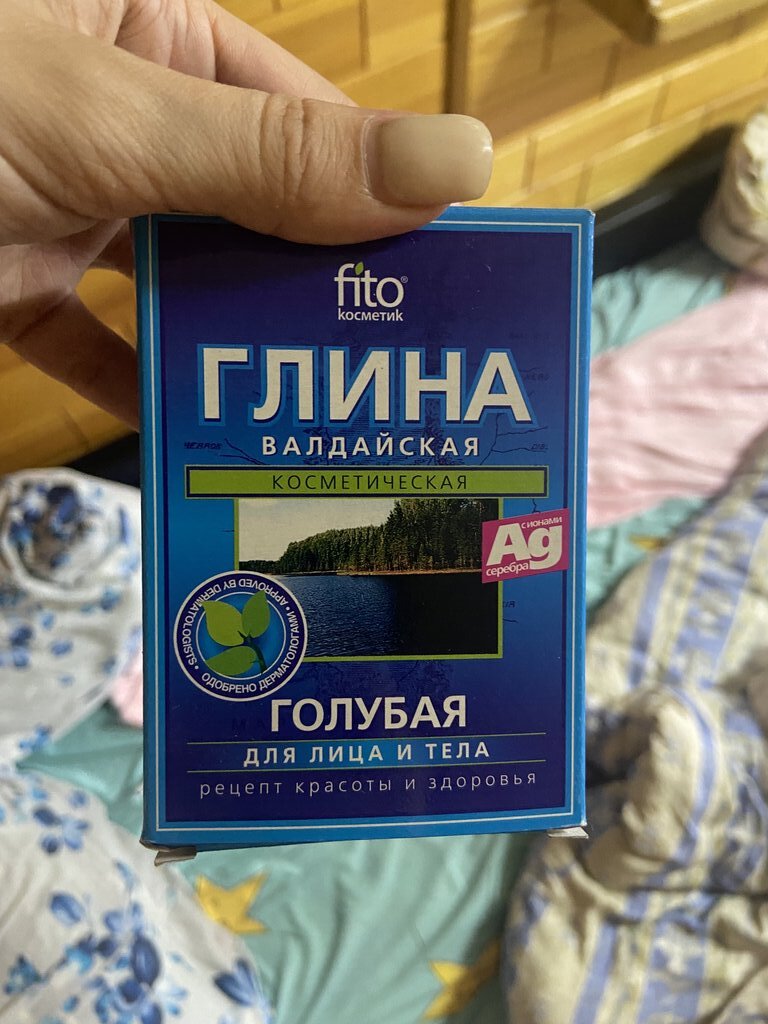 fito®
косметик
ГЛИНА
ВАЛДАЙСКАЯ
КОСМЕТИЧЕСКАЯ
с ионами
Ag
серебра
APPROVED BY DERMATOLOGISTS •
ОДОБРЕНО ДЕРМАТОЛОГАМИ •
ГОЛУБАЯ
ДЛЯ ЛИЦА И ТЕЛА
рецепт красоты и здоровья